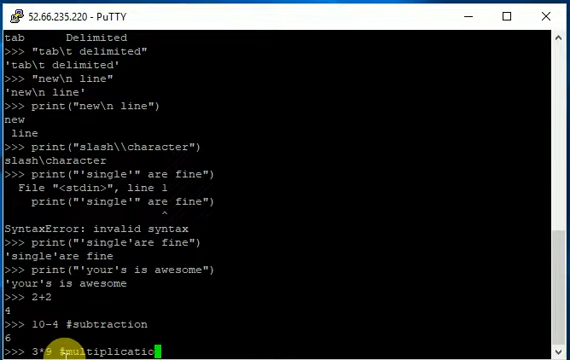 52.66.235.220 - PuTTY
tab      Delimited
>>> "tab\t delimited"
'tab\t delimited'
>>> "new\n line"
'new\n line'
>>> print("new\n line")
new
 line
>>> print("slash\\character")
slash\character
>>> print("'single'" are fine")
  File "<stdin>", line 1
    print("'single'" are fine")
                       ^
SyntaxError: invalid syntax
>>> print("'single'are fine")
'single'are fine
>>> print("'your's is awesome")
'your's is awesome
>>> 2+2
4
>>> 10-4 #subtraction
6
>>> 3*9 #multiplicatio